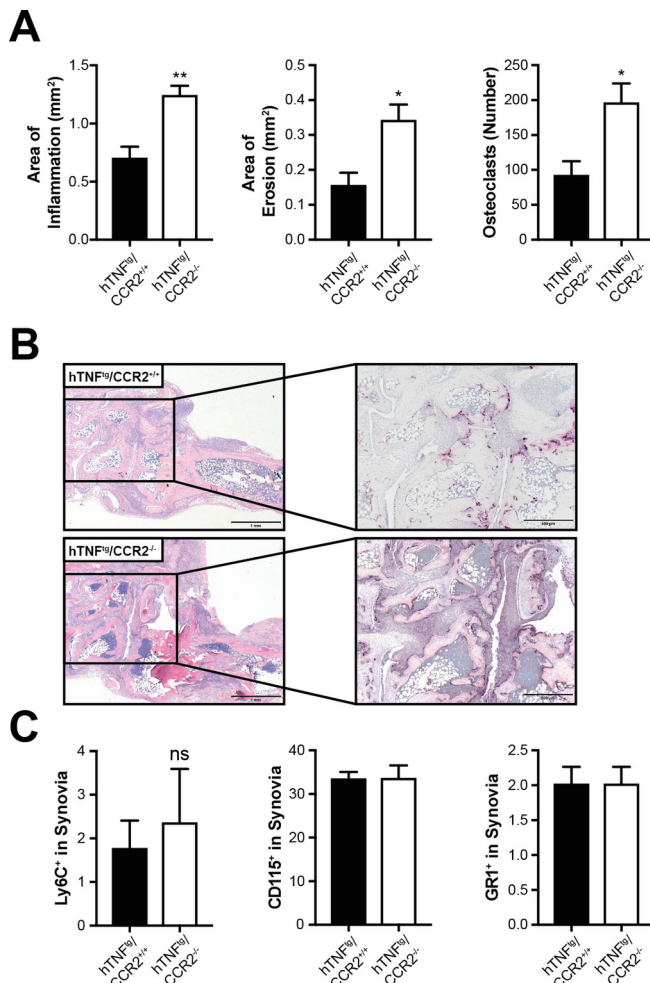 A
Area of
Inflammation (mm²)
1.5
1.0
0.5
0.0
**
hTNFᵗᵍ/
CCR2⁺/⁺
hTNFᵗᵍ/
CCR2⁻/⁻
Area of
Erosion (mm²)
0.4
0.3
0.2
0.1
0.0
*
hTNFᵗᵍ/
CCR2⁺/⁺
hTNFᵗᵍ/
CCR2⁻/⁻
Osteoclasts (Number)
250
200
150
100
50
0
*
hTNFᵗᵍ/
CCR2⁺/⁺
hTNFᵗᵍ/
CCR2⁻/⁻
B
hTNFᵗᵍ/CCR2⁺/⁺
1 mm
hTNFᵗᵍ/CCR2⁻/⁻
1 mm
C
Ly6C⁺ in Synovia
4
3
2
1
0
ns
hTNFᵗᵍ/
CCR2⁺/⁺
hTNFᵗᵍ/
CCR2⁻/⁻
CD115⁺ in Synovia
40
30
20
10
0
hTNFᵗᵍ/
CCR2⁺/⁺
hTNFᵗᵍ/
CCR2⁻/⁻
GR1⁺ in Synovia
2.5
2.0
1.5
1.0
0.5
0.0
hTNFᵗᵍ/
CCR2⁺/⁺
hTNFᵗᵍ/
CCR2⁻/⁻